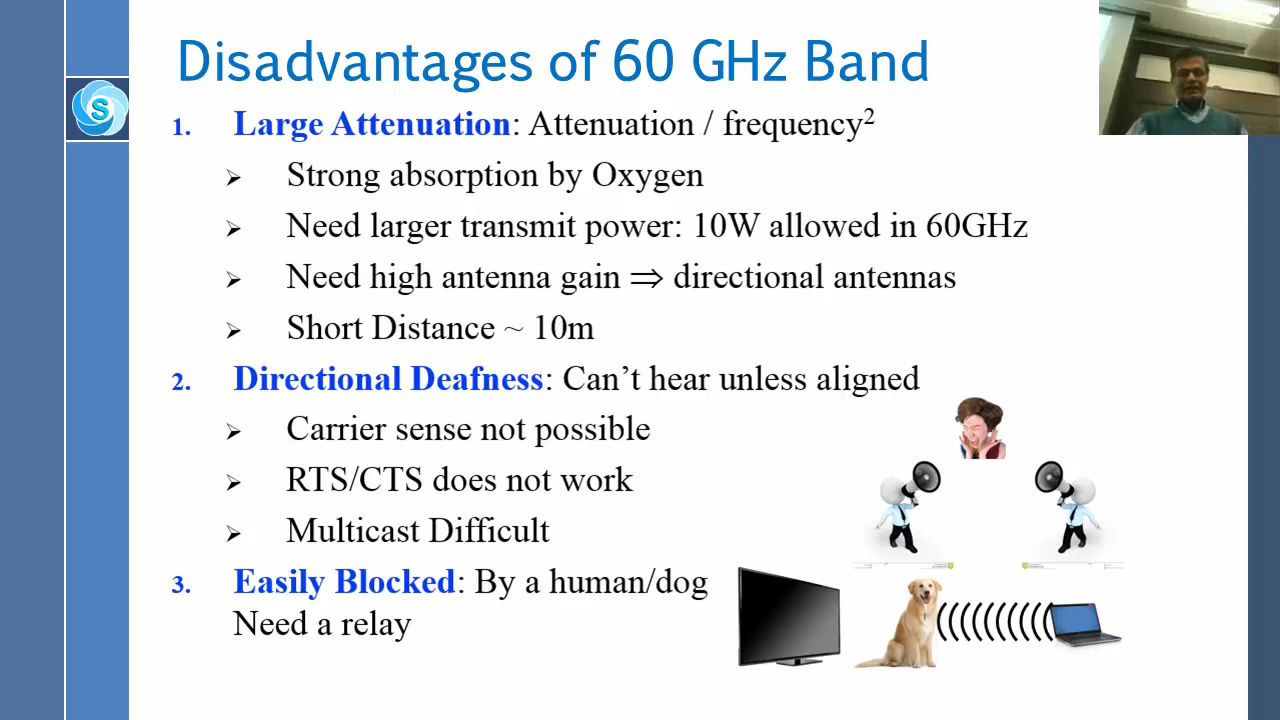 Disadvantages of 60 GHz Band
S
1. Large Attenuation: Attenuation / frequency²
➢ Strong absorption by Oxygen
➢ Need larger transmit power: 10W allowed in 60GHz
➢ Need high antenna gain ⇒ directional antennas
➢ Short Distance ~ 10m
2. Directional Deafness: Can't hear unless aligned
➢ Carrier sense not possible
➢ RTS/CTS does not work
➢ Multicast Difficult
3. Easily Blocked: By a human/dog
Need a relay